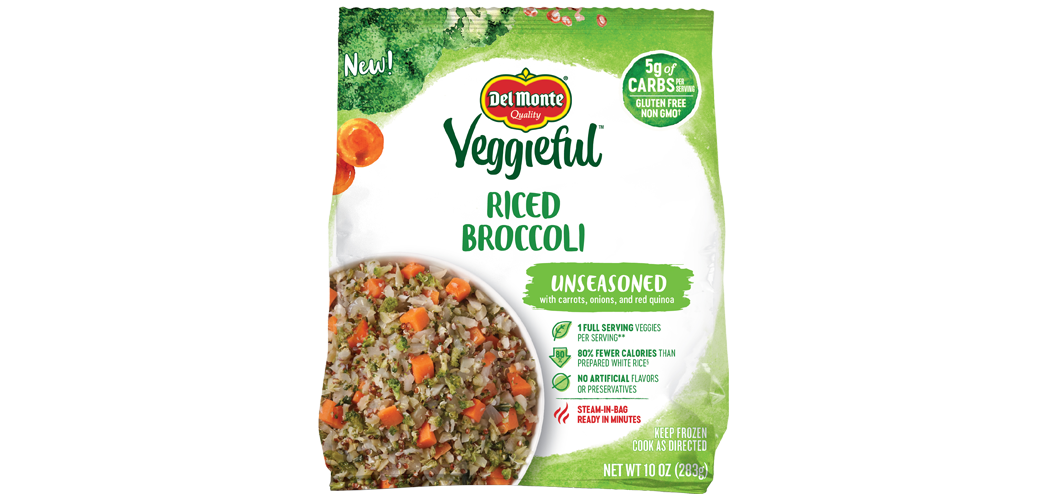 New!
DEL MONTE®
Quality
Veggieful™
RICED
BROCCOLI
5g of
CARBS PER SERVING
GLUTEN FREE
NON GMO†
UNSEASONED
with carrots, onions, and red quinoa
1 FULL SERVING VEGGIES
PER SERVING**
80%
80% FEWER CALORIES THAN
PREPARED WHITE RICE§
NO ARTIFICIAL FLAVORS
OR PRESERVATIVES
STEAM-IN-BAG
READY IN MINUTES
KEEP FROZEN
COOK AS DIRECTED
NET WT 10 OZ (283g)